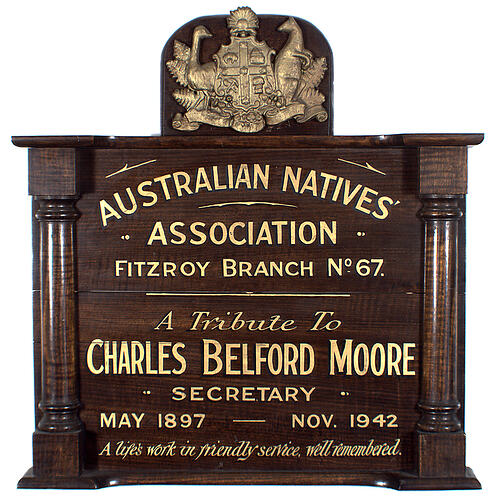 AUSTRALIAN NATIVES'
ASSOCIATION
FITZROY BRANCH No 67.
A Tribute To
CHARLES BELFORD MOORE
SECRETARY
MAY 1897 — NOV. 1942
A life's work in friendly service, well remembered.